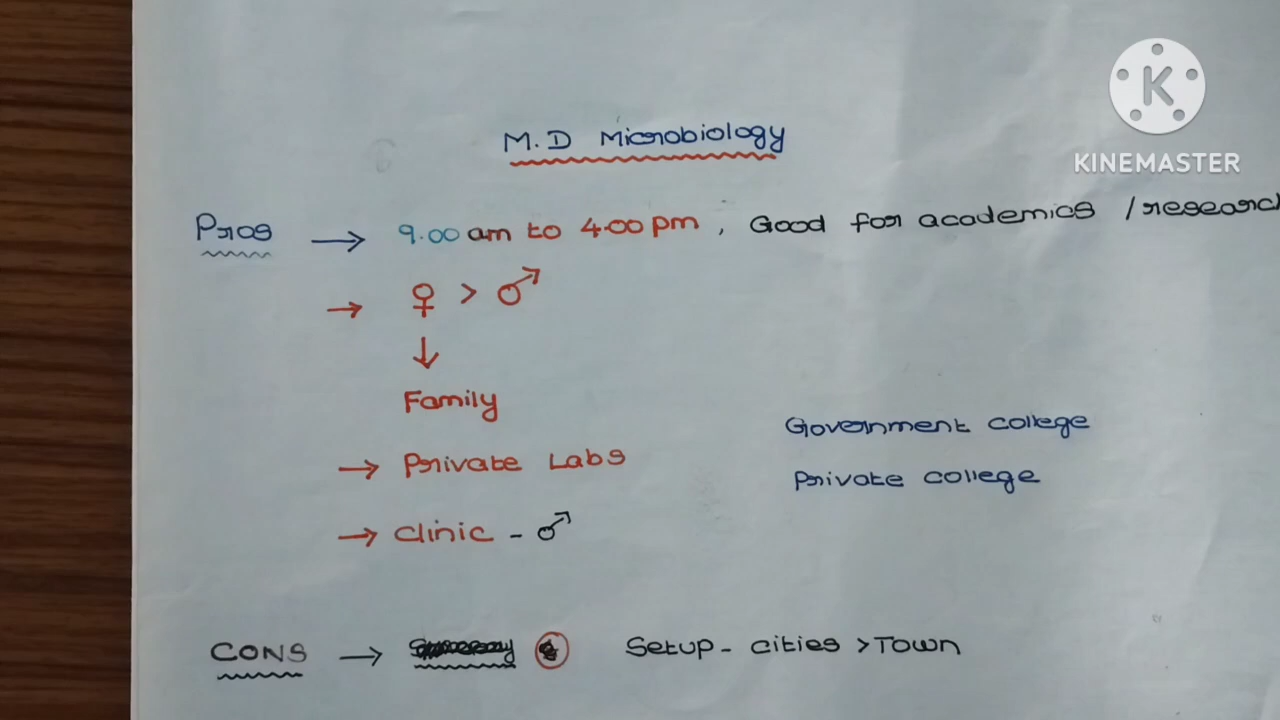 M.D Microbiology
KINEMASTER
Pros → 9.00 am to 4.00 pm, Good for academics / research
→ ♀ > ♂
↓
Family
→ Private Labs
→ clinic - ♂
Government college
Private college
CONS → Setup - cities > Town